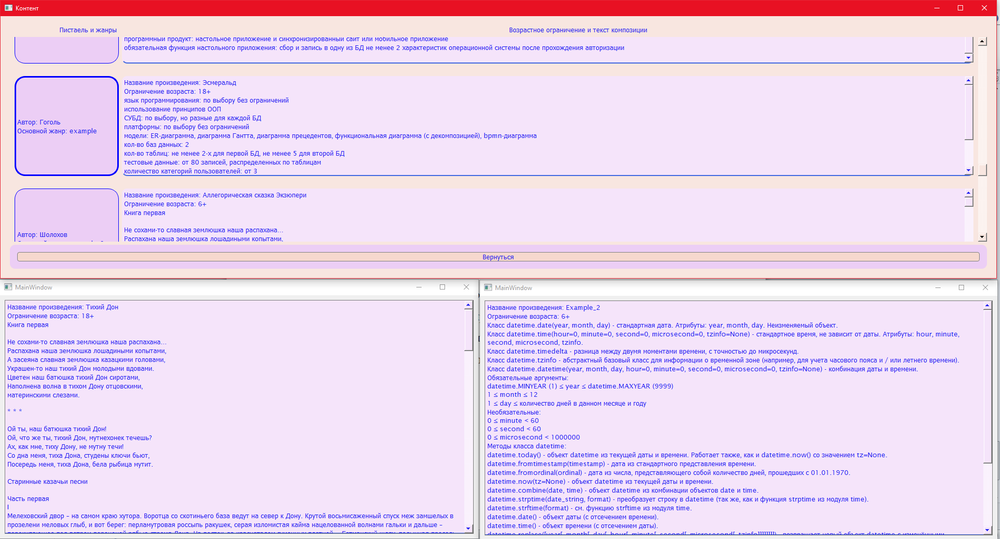 Контент
Пистаель и жанры
Возрастное ограничение и текст композиции
программный продукт: настольное приложение и синхронизированный сайт или мобильное приложение
обязательная функция настольного приложения: сбор и запись в одну из БД не менее 2 характеристик операционной системы после прохождения авторизации
Автор: Гоголь
Основной жанр: example
Название произведения: Эсмеральд
Ограничение возраста: 18+
язык программирования: по выбору без ограничений
использование принципов ООП
СУБД: по выбору, но разные для каждой БД
платформы: по выбору без ограничений
модели: ER-диаграмма, диаграмма Гантта, диаграмма прецедентов, функциональная диаграмма (с декомпозицией), bpmn-диаграмма
кол-во баз данных: 2
кол-во таблиц: не менее 2-х для первой БД, не менее 5 для второй БД
тестовые данные: от 80 записей, распределенных по таблицам
количество категорий пользователей: от 3
Автор: Шолохов
Название произведения: Аллегорическая сказка Экзюпери
Ограничение возраста: 6+
Книга первая
Не сохами-то славная землюшка наша распахана...
Распахана наша землюшка лошадиными копытами,
Вернуться
MainWindow
Название произведения: Тихий Дон
Ограничение возраста: 18+
Книга первая
Не сохами-то славная землюшка наша распахана...
Распахана наша землюшка лошадиными копытами,
А засеяна славная землюшка казацкими головами,
Украшен-то наш тихий Дон молодыми вдовами.
Цветен наш батюшка тихий Дон сиротами,
Наполнена волна в тихом Дону отцовскими,
материнскими слезами.
* * *
Ой ты, наш батюшка тихий Дон!
Ой, что же ты, тихий Дон, мутнехонек течешь?
Ах, как мне, тиху Дону, не мутну течи!
Со дна меня, тиха Дона, студены ключи бьют,
Посередь меня, тиха Дона, бела рыбица мутит.
Старинные казачьи песни
Часть первая
I
Мелеховский двор – на самом краю хутора. Воротца со скотиньего база ведут на север к Дону. Крутой восьмисаженный спуск меж замшелых в
прозелени меловых глыб, и вот берег: перламутровая россыпь ракушек, серая изломистая кайма нацелованной волнами гальки и дальше –
MainWindow
Название произведения: Example_2
Ограничение возраста: 6+
Класс datetime.date(year, month, day) - стандартная дата. Атрибуты: year, month, day. Неизменяемый объект.
Класс datetime.time(hour=0, minute=0, second=0, microsecond=0, tzinfo=None) - стандартное время, не зависит от даты. Атрибуты: hour, minute,
second, microsecond, tzinfo.
Класс datetime.timedelta - разница между двумя моментами времени, с точностью до микросекунд.
Класс datetime.tzinfo - абстрактный базовый класс для информации о временной зоне (например, для учета часового пояса и / или летнего времени).
Класс datetime.datetime(year, month, day, hour=0, minute=0, second=0, microsecond=0, tzinfo=None) - комбинация даты и времени.
Обязательные аргументы:
datetime.MINYEAR (1) ≤ year ≤ datetime.MAXYEAR (9999)
1 ≤ month ≤ 12
1 ≤ day ≤ количество дней в данном месяце и году
Необязательные:
0 ≤ minute < 60
0 ≤ second < 60
0 ≤ microsecond < 1000000
Методы класса datetime:
datetime.today() - объект datetime из текущей даты и времени. Работает также, как и datetime.now() со значением tz=None.
datetime.fromtimestamp(timestamp) - дата из стандартного представления времени.
datetime.fromordinal(ordinal) - дата из числа, представляющего собой количество дней, прошедших с 01.01.1970.
datetime.now(tz=None) - объект datetime из текущей даты и времени.
datetime.combine(date, time) - объект datetime из комбинации объектов date и time.
datetime.strptime(date_string, format) - преобразует строку в datetime (так же, как и функция strptime из модуля time).
datetime.strftime(format) - см. функцию strftime из модуля time.
datetime.date() - объект даты (с отсечением времени).
datetime.time() - объект времени (с отсечением даты).
datetime.replace([year[, month[, day[, hour[, minute[, second[, microsecond[, tzinfo]]]]]]]]) - возвращает новый объект datetime с изменёнными